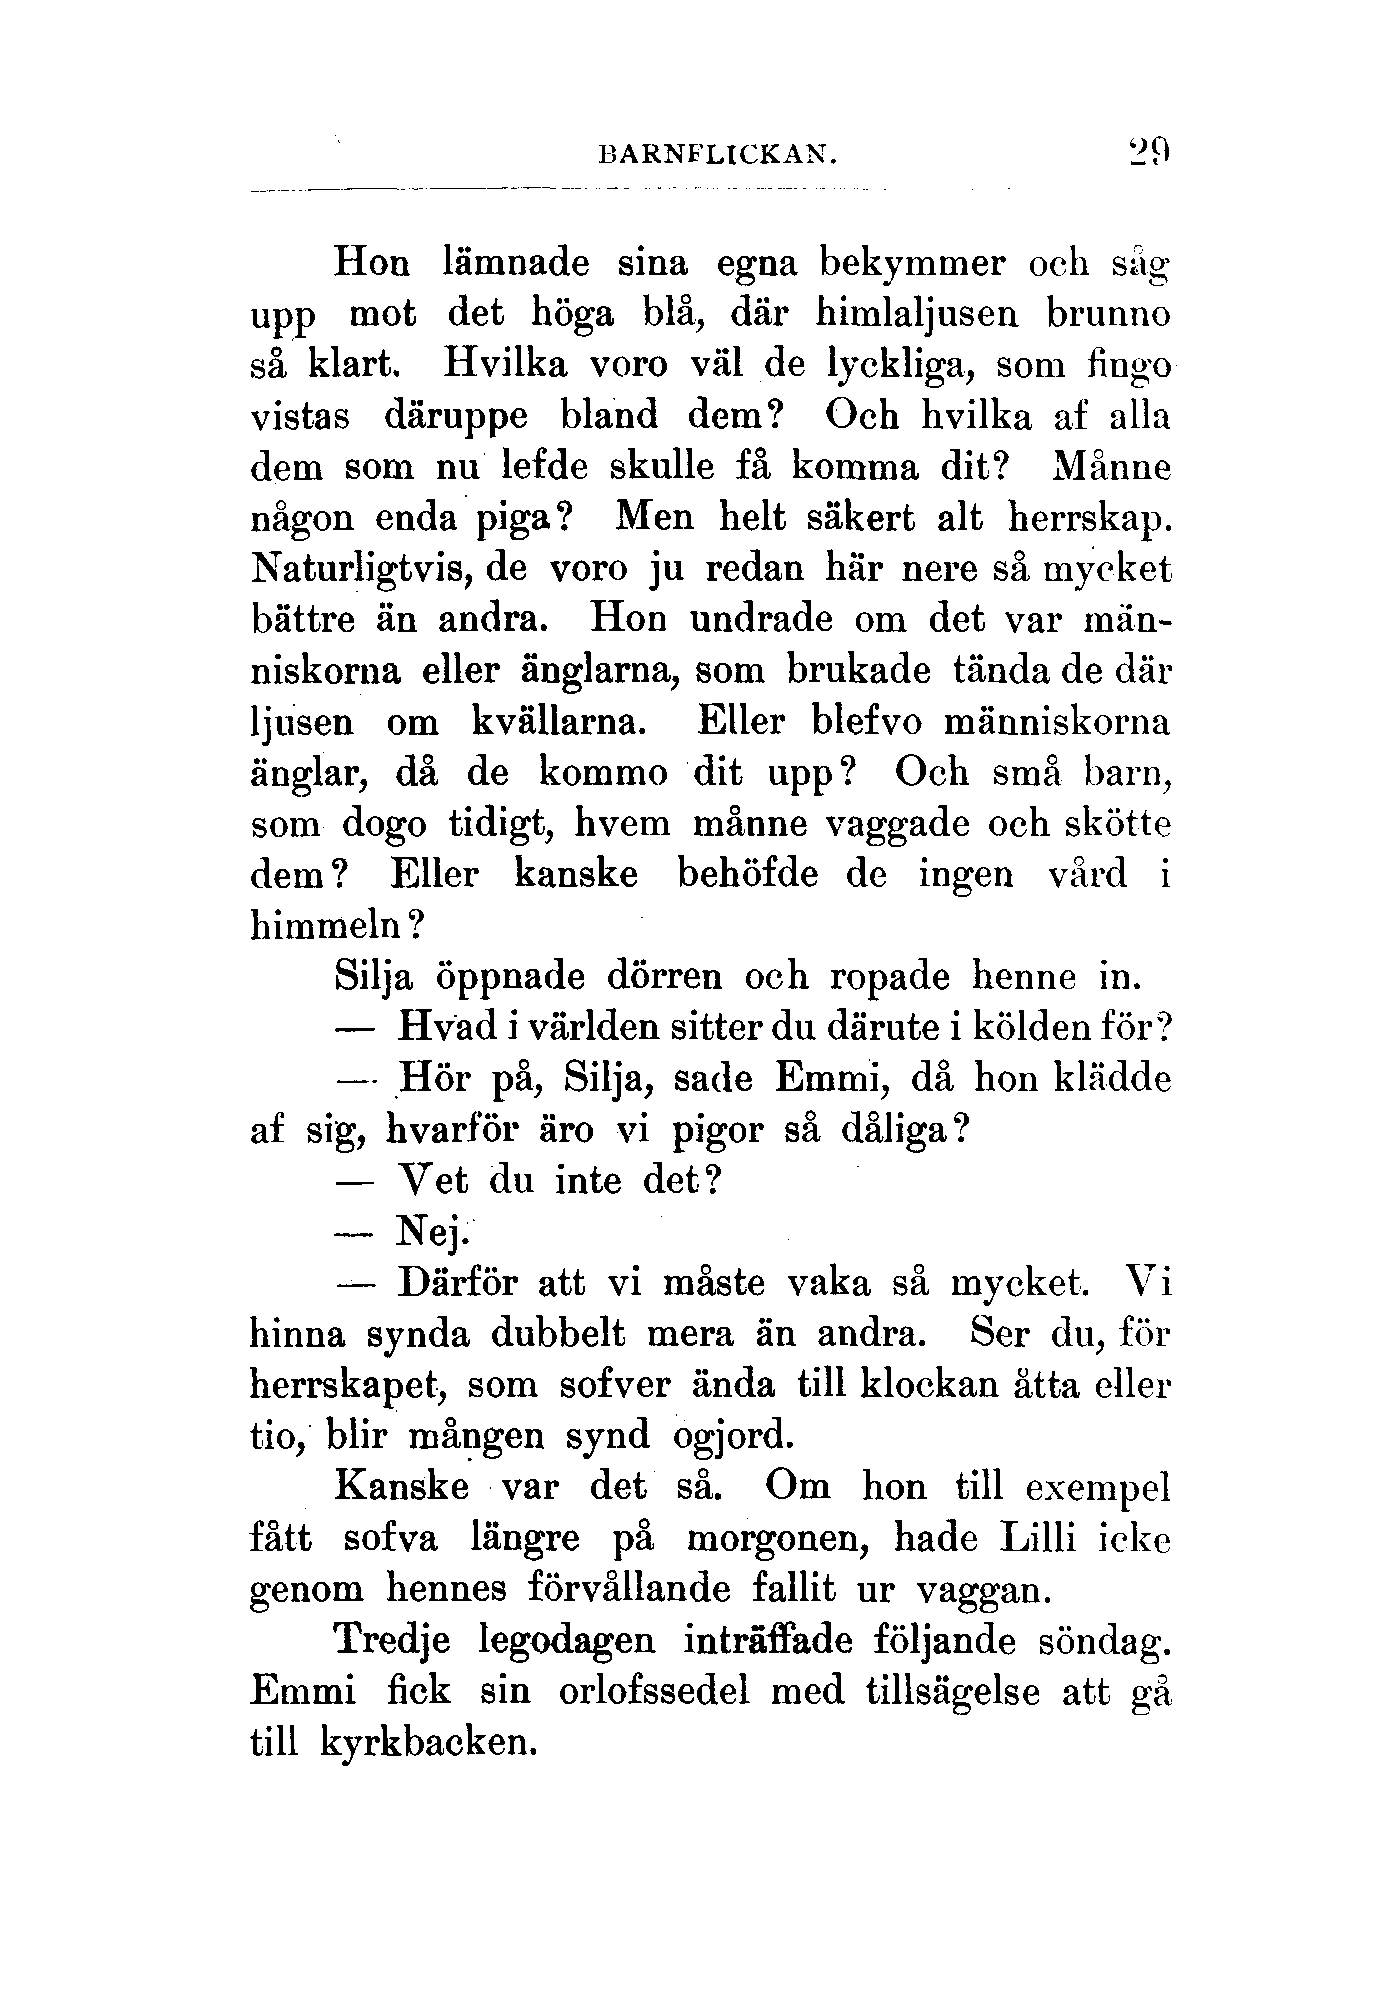 BARNFLICKAN. 29
Hon lämnade sina egna bekymmer och såg
upp mot det höga blå, där himlaljusen brunno
så klart. Hvilka voro väl de lyckliga, som fingo
vistas däruppe bland dem? Och hvilka af alla
dem som nu lefde skulle få komma dit? Månne
någon enda piga? Men helt säkert alt herrskap.
Naturligtvis, de voro ju redan här nere så mycket
bättre än andra. Hon undrade om det var män-
niskorna eller änglarna, som brukade tända de där
ljusen om kvällarna. Eller blefvo människorna
änglar, då de kommo dit upp? Och små barn,
som dogo tidigt, hvem månne vaggade och skötte
dem? Eller kanske behöfde de ingen vård i
himmeln?
Silja öppnade dörren och ropade henne in.
— Hvad i världen sitter du därute i kölden för?
— Hör på, Silja, sade Emmi, då hon klädde
af sig, hvarför äro vi pigor så dåliga?
— Vet du inte det?
— Nej.
— Därför att vi måste vaka så mycket. Vi
hinna synda dubbelt mera än andra. Ser du, för
herrskapet, som sofver ända till klockan åtta eller
tio, blir mången synd ogjord.
Kanske var det så. Om hon till exempel
fått sofva längre på morgonen, hade Lilli icke
genom hennes förvållande fallit ur vaggan.
Tredje legodagen inträffade följande söndag.
Emmi fick sin orlofssedel med tillsägelse att gå
till kyrkbacken.